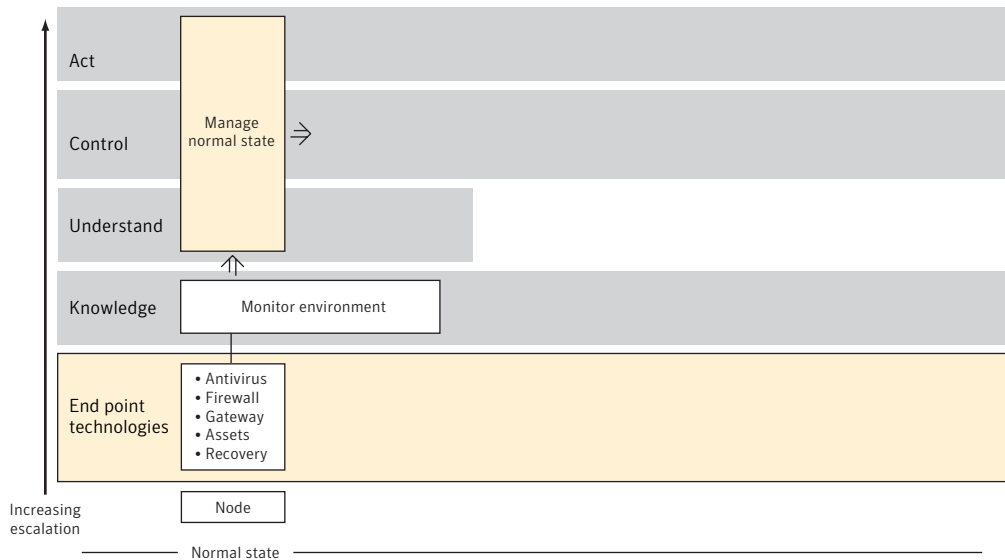 Act
Manage
normal state
Control
Understand
Knowledge
Monitor environment
End point
technologies
• Antivirus
• Firewall
• Gateway
• Assets
• Recovery
Increasing
escalation
Node
Normal state